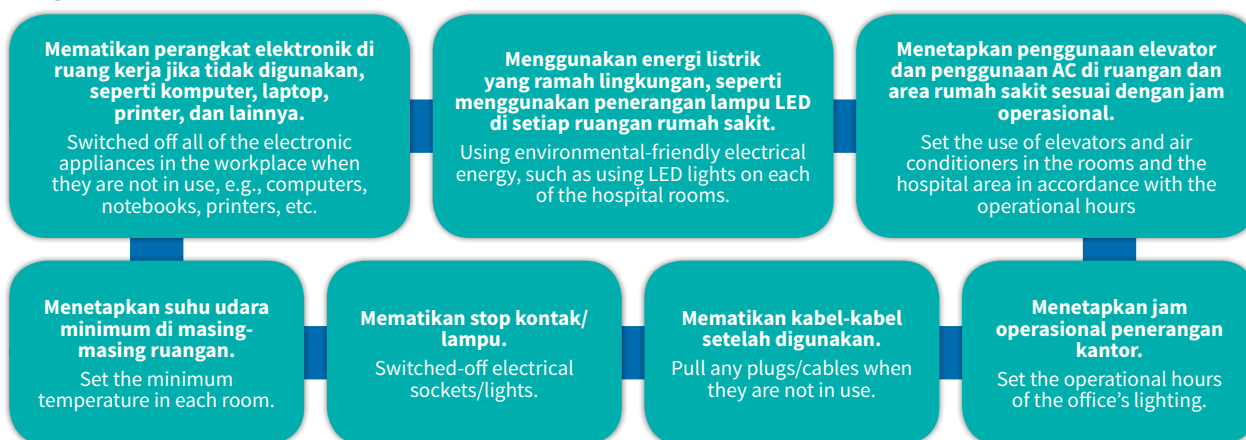 Mematikan perangkat elektronik di
ruang kerja jika tidak digunakan,
seperti komputer, laptop,
printer, dan lainnya.
Switched off all of the electronic
appliances in the workplace when
they are not in use, e.g., computers,
notebooks, printers, etc.
Menggunakan energi listrik
yang ramah lingkungan, seperti
menggunakan penerangan lampu LED
di setiap ruangan rumah sakit.
Using environmental-friendly electrical
energy, such as using LED lights on each
of the hospital rooms.
Menetapkan penggunaan elevator
dan penggunaan AC di ruangan dan
area rumah sakit sesuai dengan jam
operasional.
Set the use of elevators and air
conditioners in the rooms and the
hospital area in accordance with the
operational hours
Menetapkan suhu udara
minimum di masing-
masing ruangan.
Set the minimum
temperature in each room.
Mematikan stop kontak/
lampu.
Switched-off electrical
sockets/lights.
Mematikan kabel-kabel
setelah digunakan.
Pull any plugs/cables when
they are not in use.
Menetapkan jam
operasional penerangan
kantor.
Set the operational hours
of the office’s lighting.